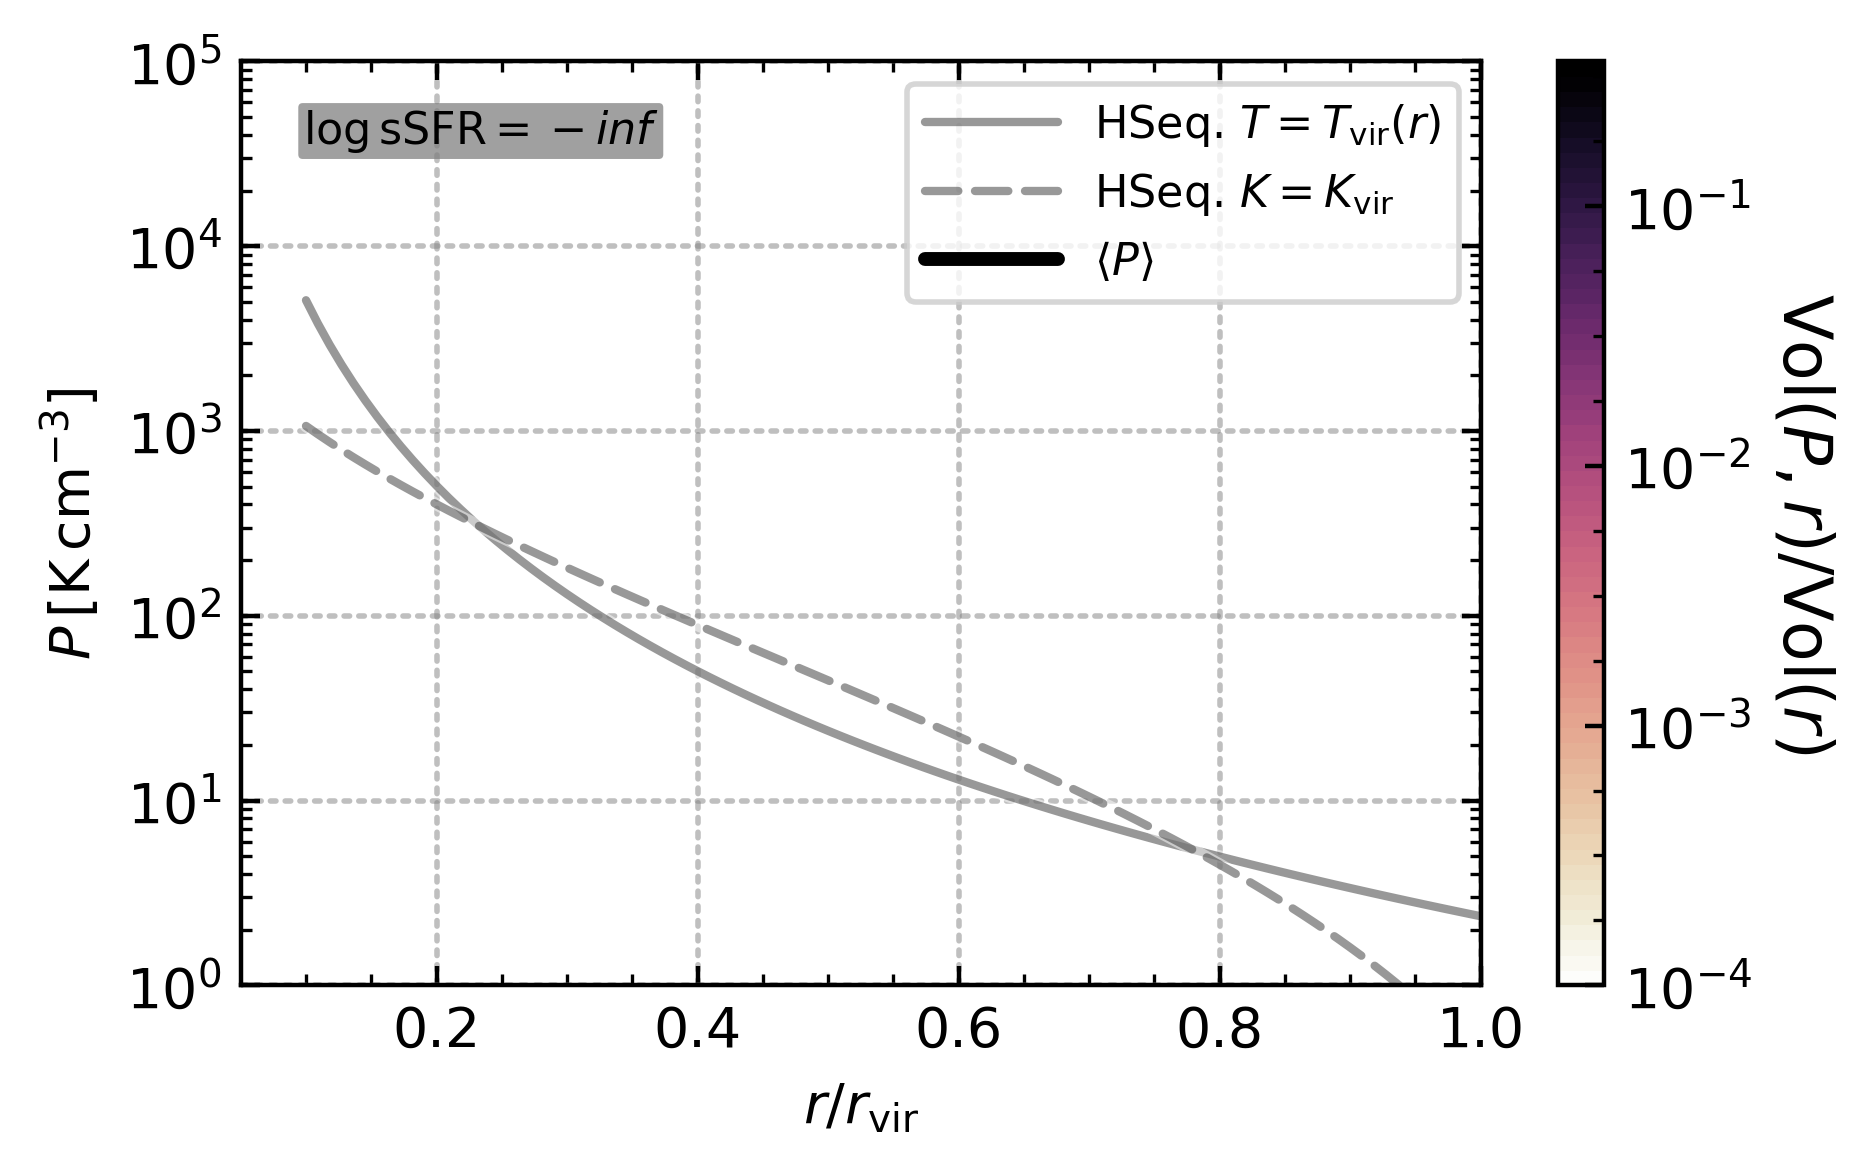 log sSFR = − inf
HSeq. T = T_vir(r)
HSeq. K = K_vir
⟨P⟩
10^5
10^4
10^3
10^2
10^1
10^0
P [K cm^−3]
0.2 0.4 0.6 0.8 1.0
r/r_vir
10^−1
10^−2
10^−3
10^−4
Vol(P, r)/Vol(r)